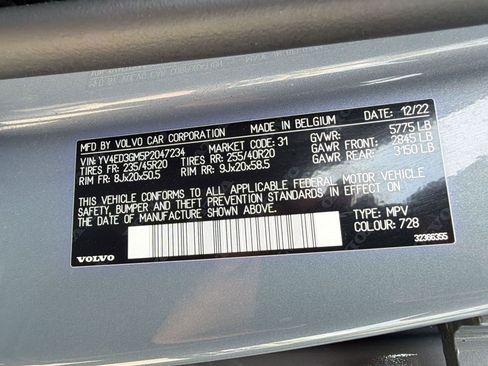 MFD. BY VOLVO CAR CORPORATION MADE IN BELGIUM DATE: 12/22
VIN: YV4ED3GM5P2047234 MARKET CODE: 31 GVWR: 5775 LB
TIRES FR: 235/45R20 TIRES RR: 255/40R20 GAWR FRONT: 2845 LB
RIM FR: 8Jx20x50.5 RIM RR: 9Jx20x58.5 GAWR REAR: 3150 LB
THIS VEHICLE CONFORMS TO ALL APPLICABLE FEDERAL MOTOR VEHICLE
SAFETY, BUMPER AND THEFT PREVENTION STANDARDS IN EFFECT ON
THE DATE OF MANUFACTURE SHOWN ABOVE.
TYPE: MPV
COLOUR: 728
VOLVO
32366355